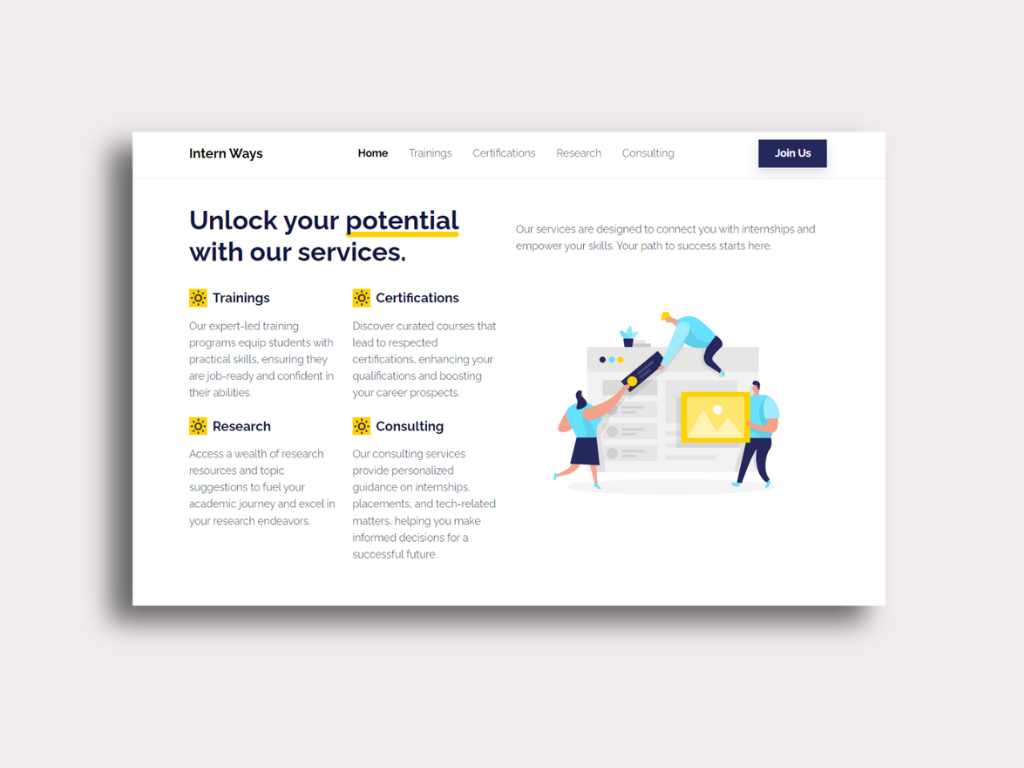 Intern Ways
Home Trainings Certifications Research Consulting
Join Us
Unlock your potential
with our services.
Our services are designed to connect you with internships and
empower your skills. Your path to success starts here.
Trainings
Our expert-led training
programs equip students with
practical skills, ensuring they
are job-ready and confident in
their abilities.
Certifications
Discover curated courses that
lead to respected
certifications, enhancing your
qualifications and boosting
your career prospects.
Research
Access a wealth of research
resources and topic
suggestions to fuel your
academic journey and excel in
your research endeavors.
Consulting
Our consulting services
provide personalized
guidance on internships,
placements, and tech-related
matters, helping you make
informed decisions for a
successful future.